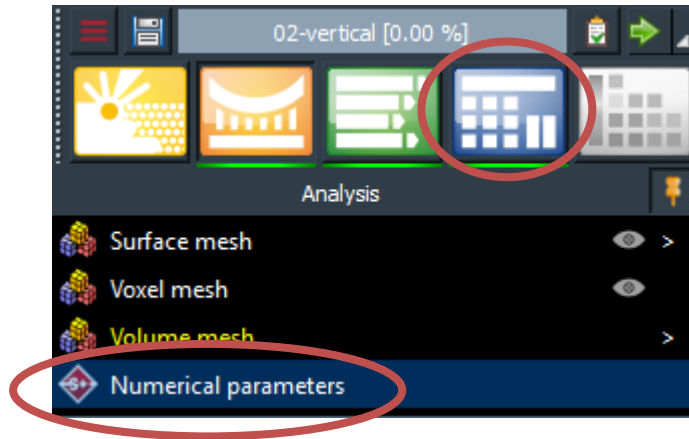 02-vertical [0.00 %]
Analysis
Surface mesh
Voxel mesh
Volume mesh
Numerical parameters